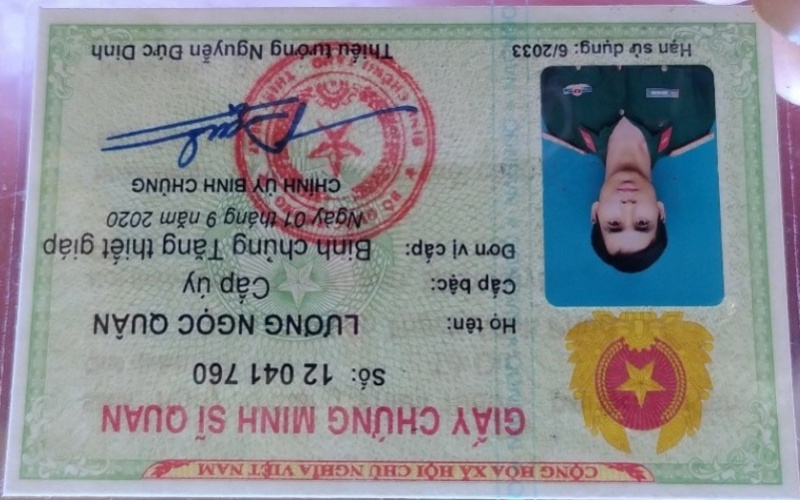 CỘNG HÒA XÃ HỘI CHỦ NGHĨA VIỆT NAM
GIẤY CHỨNG MINH SĨ QUAN
Số: 12 041 760
Họ tên: LƯƠNG NGỌC QUÂN
Cấp bậc: Cấp úy
Đơn vị cấp: Binh chủng Tăng thiết giáp
Ngày 01 tháng 9 năm 2020
CHÍNH ỦY BINH CHỦNG
Hạn sử dụng: 6/2033
Thiếu tướng Nguyễn Đức Dinh